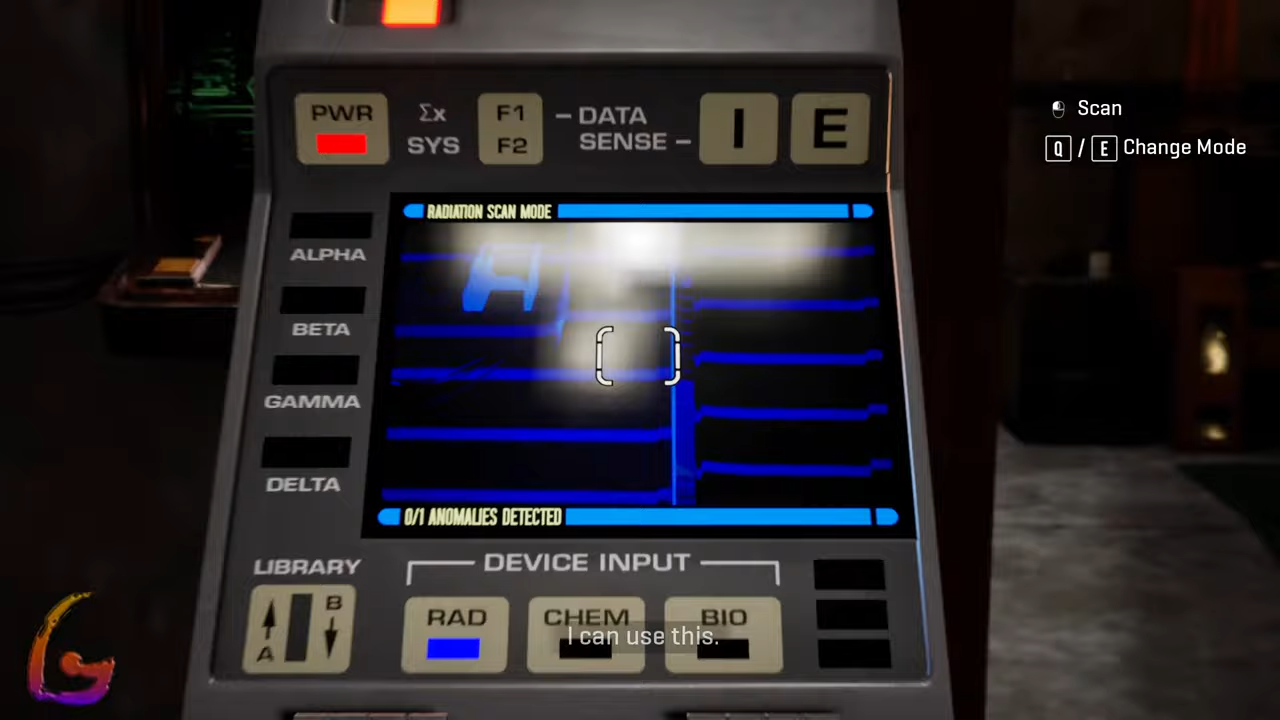 PWR
Σx
SYS
F1
F2
– DATA
SENSE –
I
E
Scan
Q / E Change Mode
RADIATION SCAN MODE
ALPHA
BETA
GAMMA
DELTA
0/1 ANOMALIES DETECTED
LIBRARY
A
B
DEVICE INPUT
RAD
CHEM
BIO
I can use this.